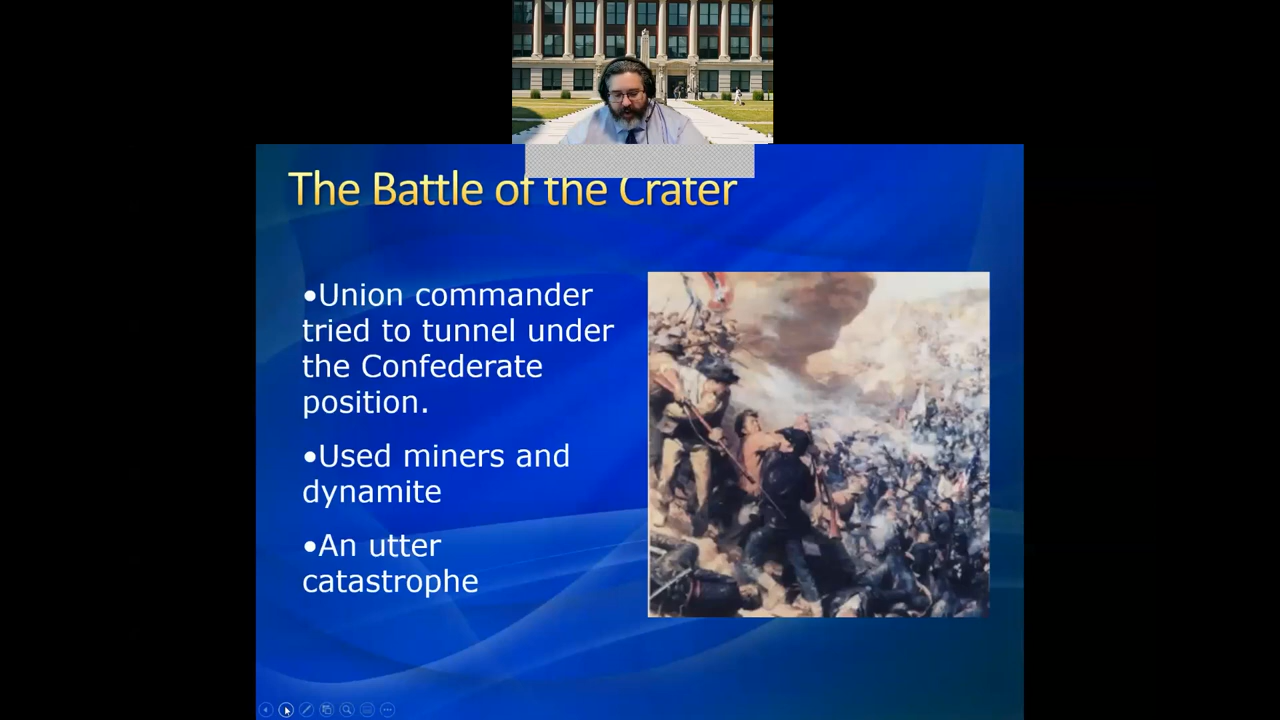 The Battle of the Crater
•Union commander
tried to tunnel under
the Confederate
position.
•Used miners and
dynamite
•An utter
catastrophe